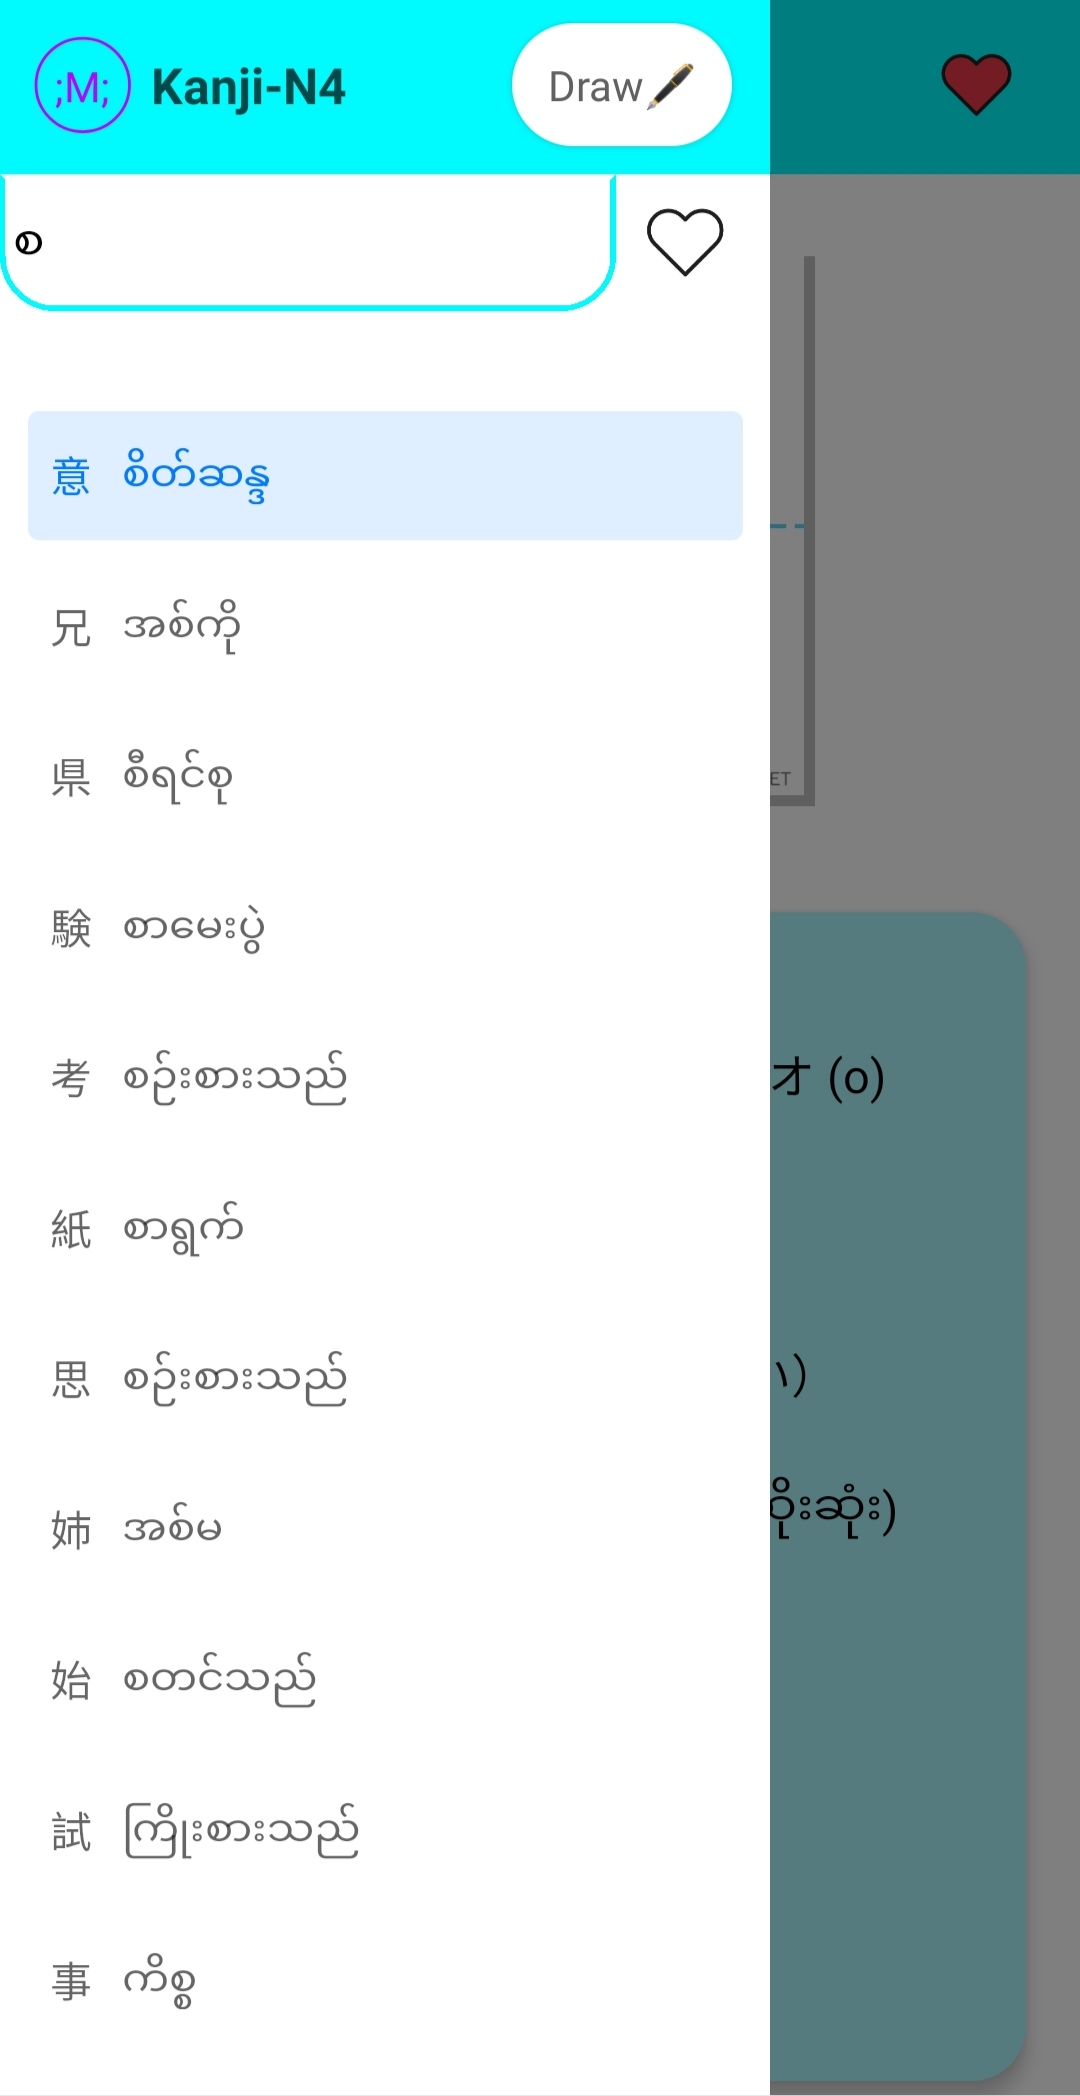 ;M; Kanji-N4 Draw
စ
意 စိတ်ဆန္ဒ
兄 အစ်ကို
県 စီရင်စု
験 စာမေးပွဲ
考 စဉ်းစားသည်
紙 စာရွက်
思 စဉ်းစားသည်
姉 အစ်မ
始 စတင်သည်
試 ကြိုးစားသည်
事 ကိစ္စ
ET
オ (o)